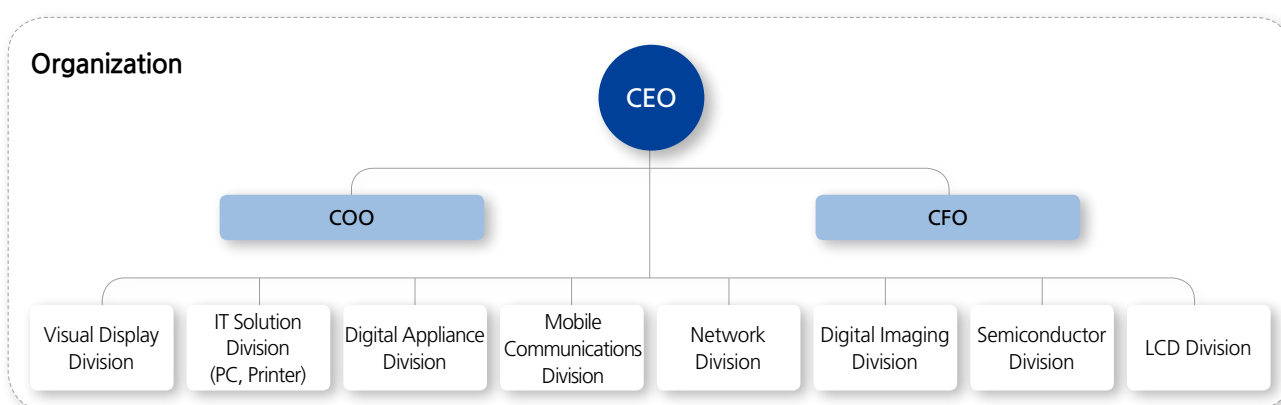 Organization
CEO
COO
CFO
Visual Display
Division
IT Solution
Division
(PC, Printer)
Digital Appliance
Division
Mobile
Communications
Division
Network
Division
Digital Imaging
Division
Semiconductor
Division
LCD Division